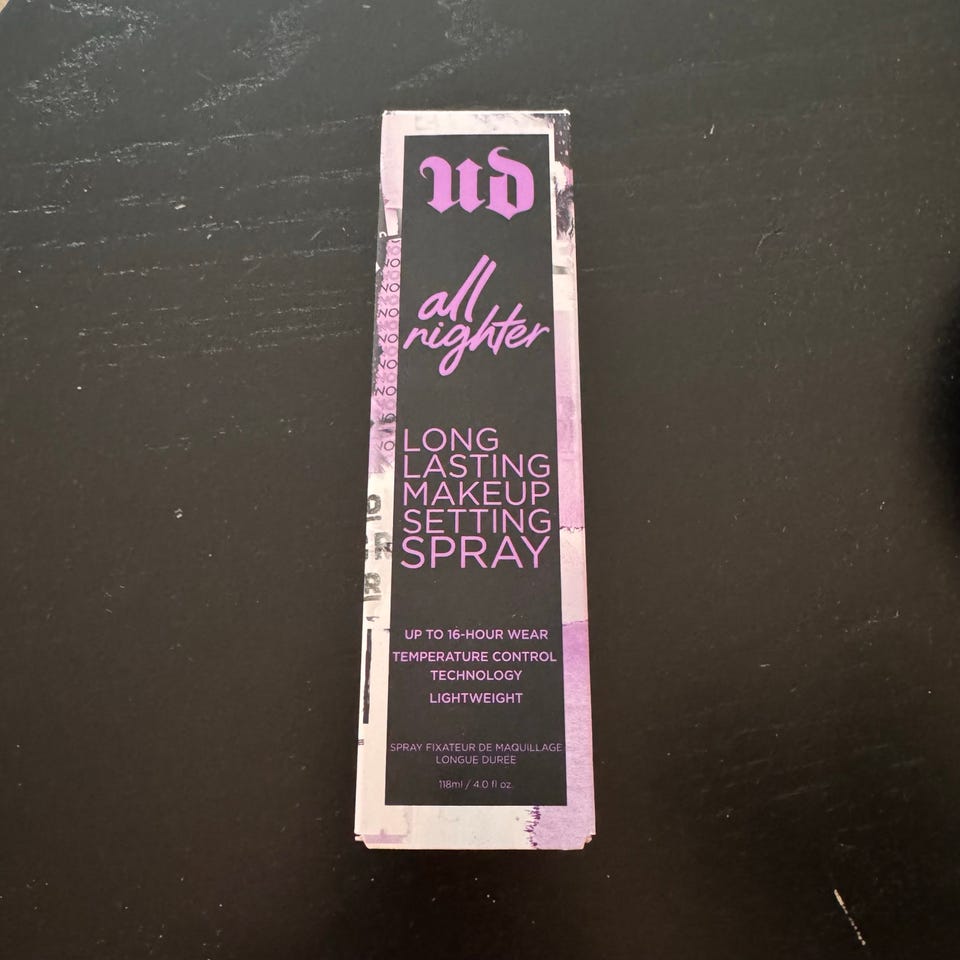 ud
all
nighter
LONG
LASTING
MAKEUP
SETTING
SPRAY
UP TO 16-HOUR WEAR
TEMPERATURE CONTROL
TECHNOLOGY
LIGHTWEIGHT
SPRAY FIXATEUR DE MAQUILLAGE
LONGUE DURÉE
118ml / 4.0 fl oz.